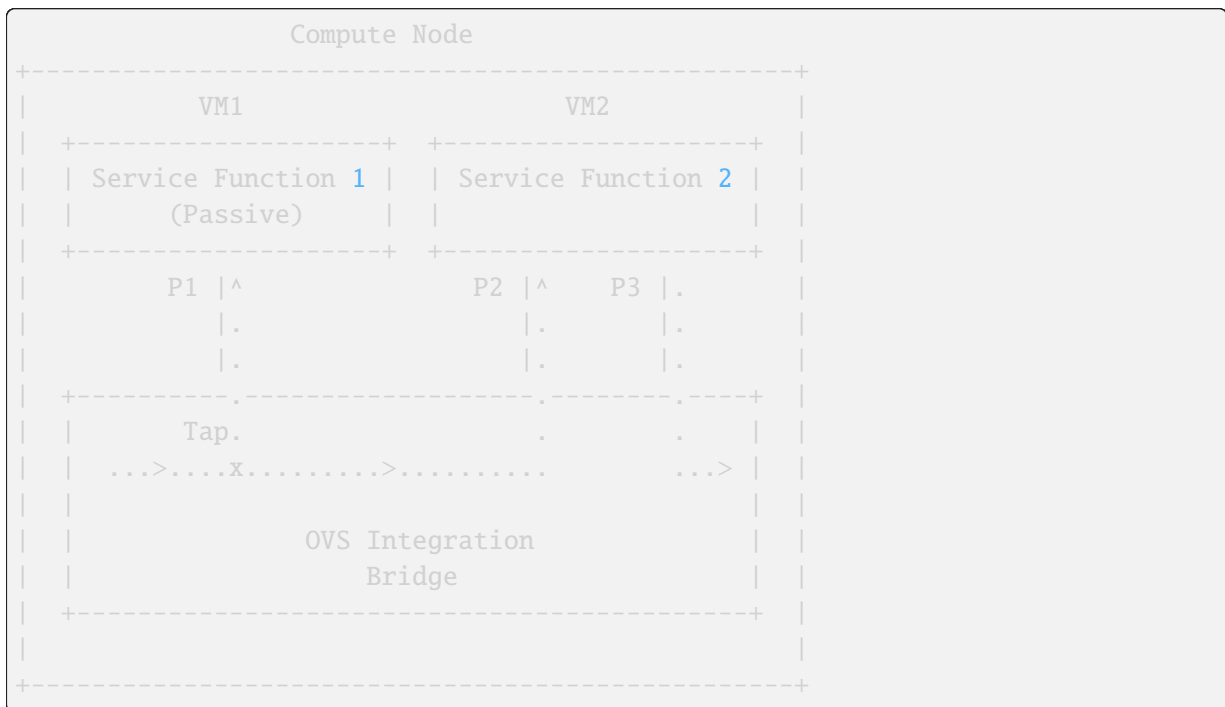 Compute Node
+--------------------------------------------------+
|           VM1                     VM2            |
|  +--------------------+  +--------------------+  |
|  | Service Function 1 |  | Service Function 2 |  |
|  |      (Passive)     |  |                    |  |
|  +--------------------+  +--------------------+  |
|         P1 |^               P2 |^    P3 |.       |
|            |.                  |.       |.       |
|            |.                  |.       |.       |
|  +----------.-------------------.--------.-----+  |
|  |       Tap.                   .        .     |  |
|  |  ...>....x.........>..........        ...>  |  |
|  |                                             |  |
|  |               OVS Integration               |  |
|  |                   Bridge                    |  |
|  +---------------------------------------------+  |
|                                                  |
+--------------------------------------------------+